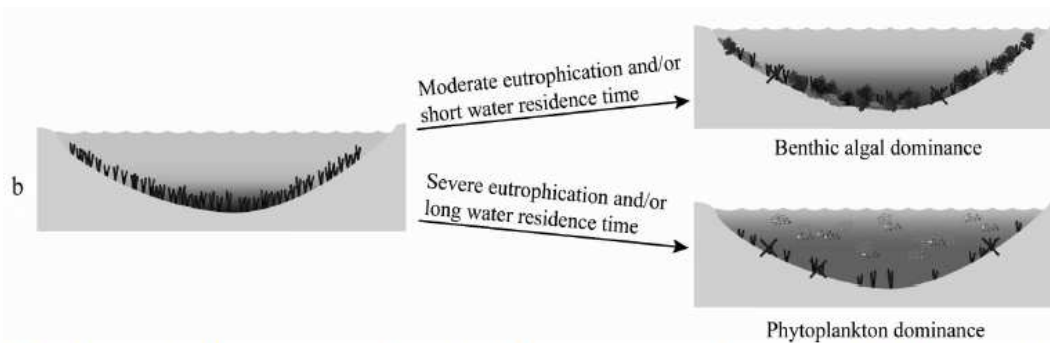 b
Moderate eutrophication and/or
short water residence time
Benthic algal dominance
Severe eutrophication and/or
long water residence time
Phytoplankton dominance